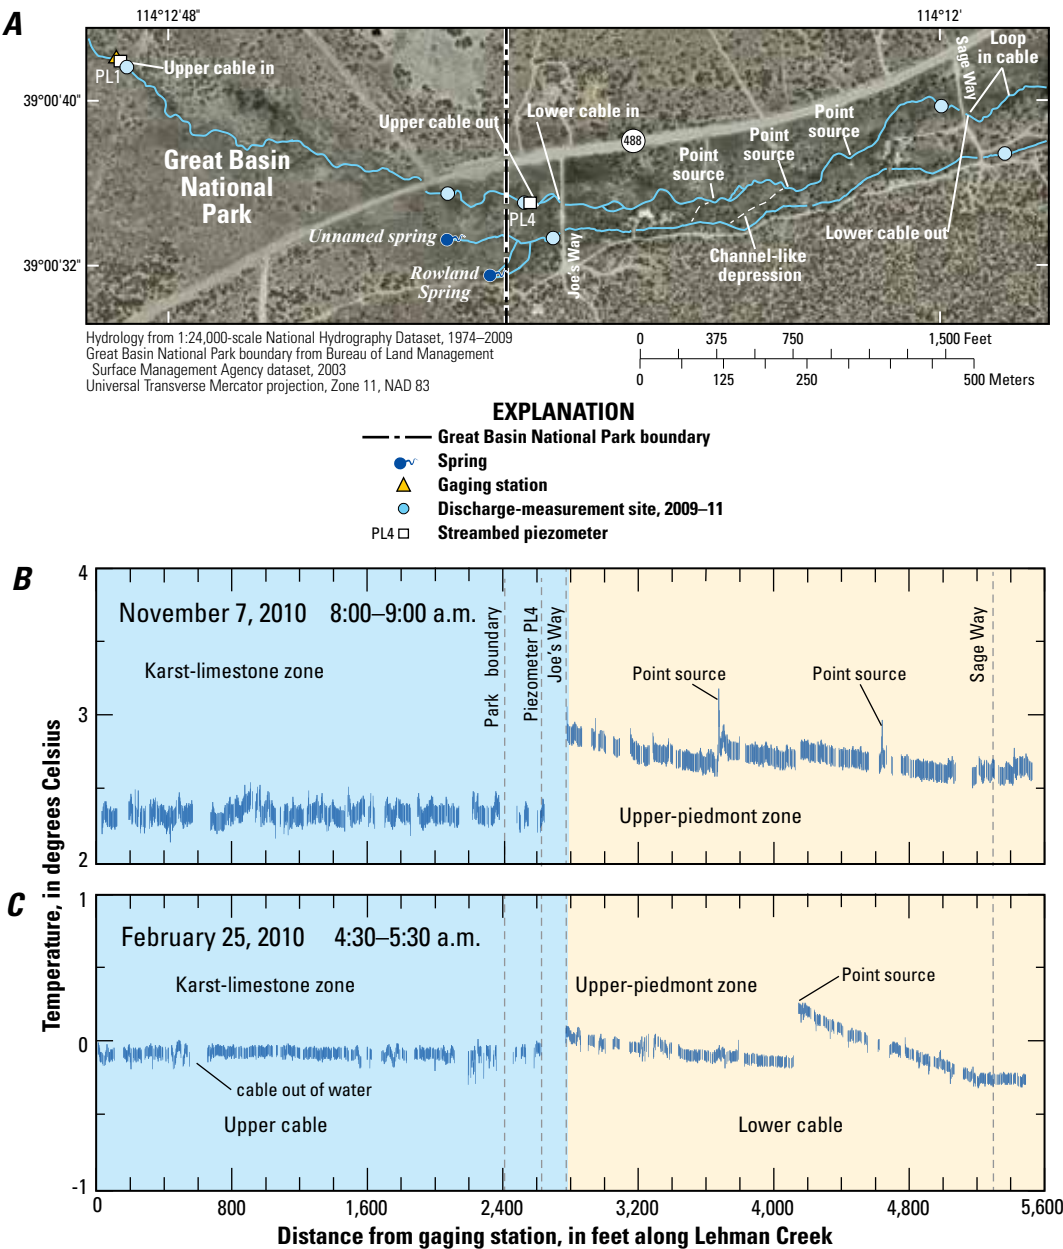 A
114°12'48"
114°12'
39°00'40"
39°00'32"
PL1
Upper cable in
Great Basin
National
Park
Upper cable out
Lower cable in
488
Point
source
Point
source
Point
source
Sage Way
Loop
in cable
PL4
Unnamed spring
Rowland
Spring
Joe's Way
Channel-like
depression
Lower cable out
Hydrology from 1:24,000-scale National Hydrography Dataset, 1974–2009
Great Basin National Park boundary from Bureau of Land Management
Surface Management Agency dataset, 2003
Universal Transverse Mercator projection, Zone 11, NAD 83
0 375 750 1,500 Feet
0 125 250 500 Meters
EXPLANATION
Great Basin National Park boundary
Spring
Gaging station
Discharge-measurement site, 2009–11
PL4 Streambed piezometer
B
4
3
2
November 7, 2010 8:00–9:00 a.m.
Karst-limestone zone
Park boundary
Piezometer PL4
Joe's Way
Point source
Point source
Sage Way
Upper-piedmont zone
Temperature, in degrees Celsius
C
1
0
-1
February 25, 2010 4:30–5:30 a.m.
Karst-limestone zone
Upper-piedmont zone
Point source
cable out of water
Upper cable
Lower cable
0 800 1,600 2,400 3,200 4,000 4,800 5,600
Distance from gaging station, in feet along Lehman Creek